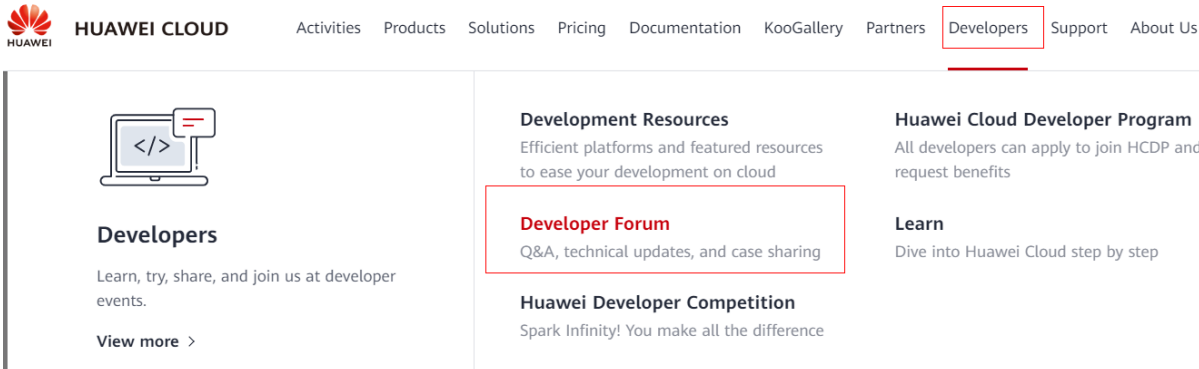 HUAWEI
HUAWEI CLOUD
Activities Products Solutions Pricing Documentation KooGallery Partners Developers Support About Us
</>
Developers
Learn, try, share, and join us at developer
events.
View more >
Development Resources
Efficient platforms and featured resources
to ease your development on cloud
Developer Forum
Q&A, technical updates, and case sharing
Huawei Developer Competition
Spark Infinity! You make all the difference
Huawei Cloud Developer Program
All developers can apply to join HCDP and
request benefits
Learn
Dive into Huawei Cloud step by step